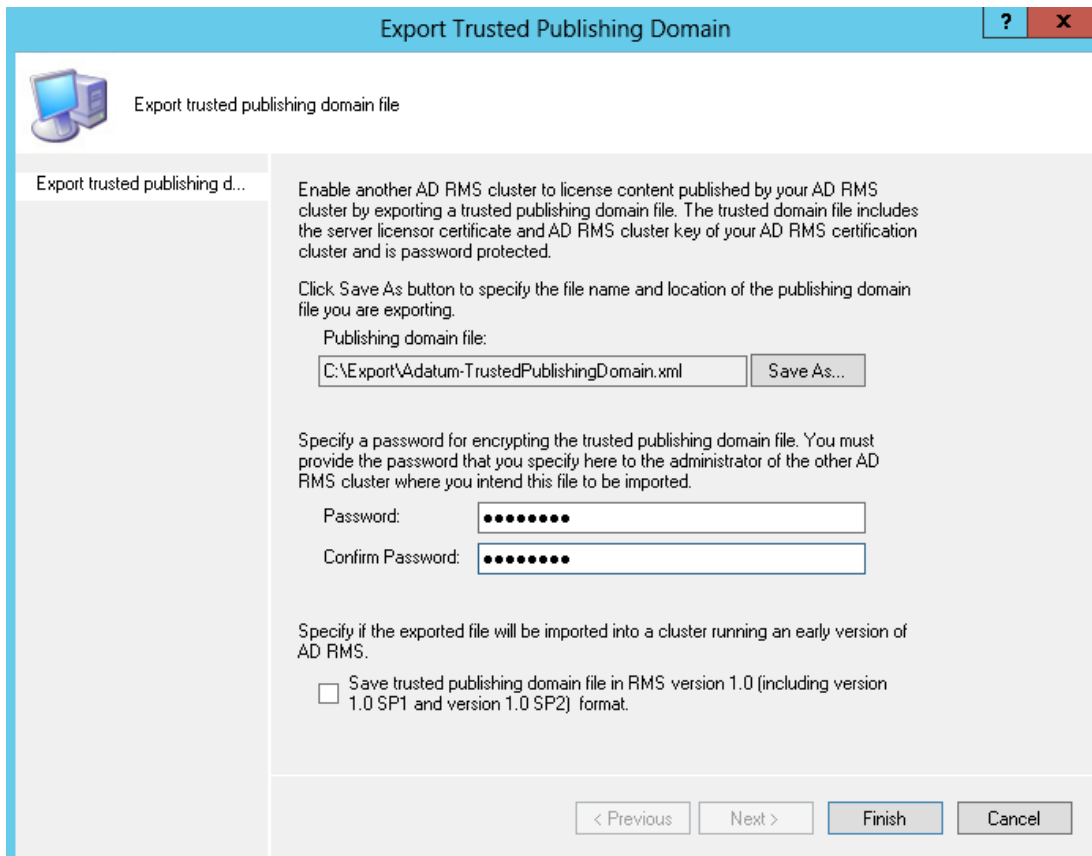 Export Trusted Publishing Domain
? x
Export trusted publishing domain file
Export trusted publishing d...
Enable another AD RMS cluster to license content published by your AD RMS
cluster by exporting a trusted publishing domain file. The trusted domain file includes
the server licensor certificate and AD RMS cluster key of your AD RMS certification
cluster and is password protected.
Click Save As button to specify the file name and location of the publishing domain
file you are exporting.
Publishing domain file:
C:\Export\Adatum-TrustedPublishingDomain.xml Save As...
Specify a password for encrypting the trusted publishing domain file. You must
provide the password that you specify here to the administrator of the other AD
RMS cluster where you intend this file to be imported.
Password: ●●●●●●●●
Confirm Password: ●●●●●●●●
Specify if the exported file will be imported into a cluster running an early version of
AD RMS.
Save trusted publishing domain file in RMS version 1.0 (including version
1.0 SP1 and version 1.0 SP2) format.
< Previous Next > Finish Cancel